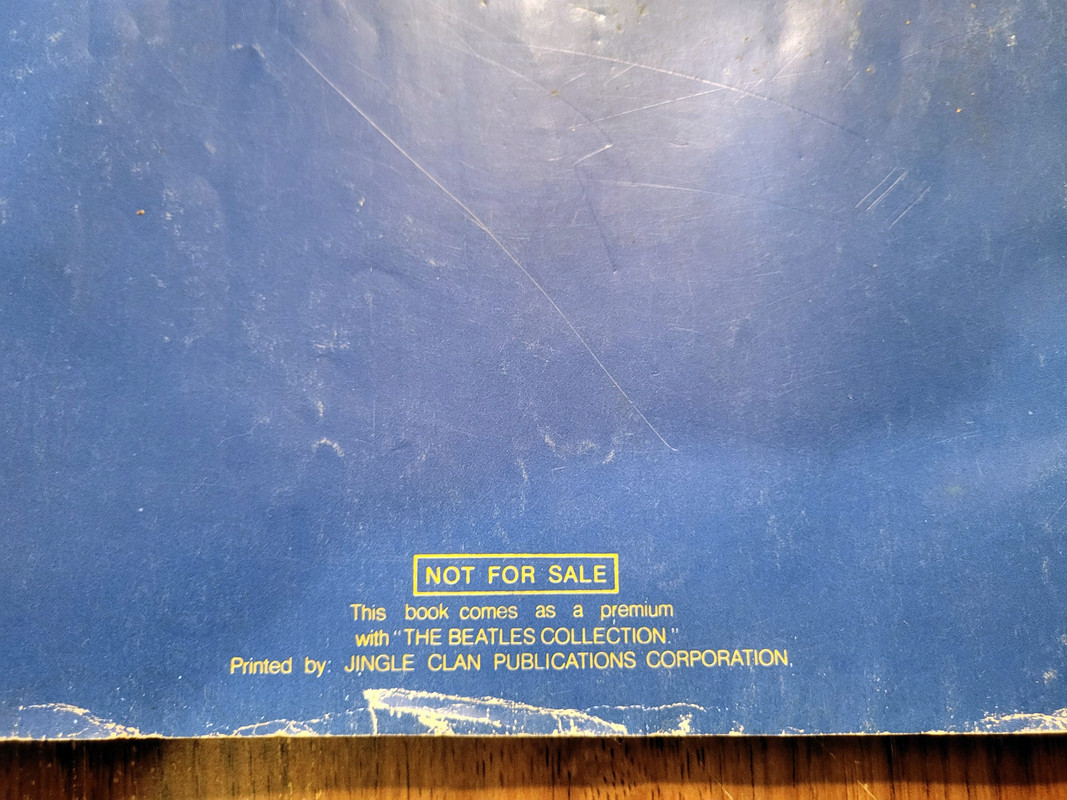 NOT FOR SALE
This book comes as a premium
with "THE BEATLES COLLECTION."
Printed by: JINGLE CLAN PUBLICATIONS CORPORATION.